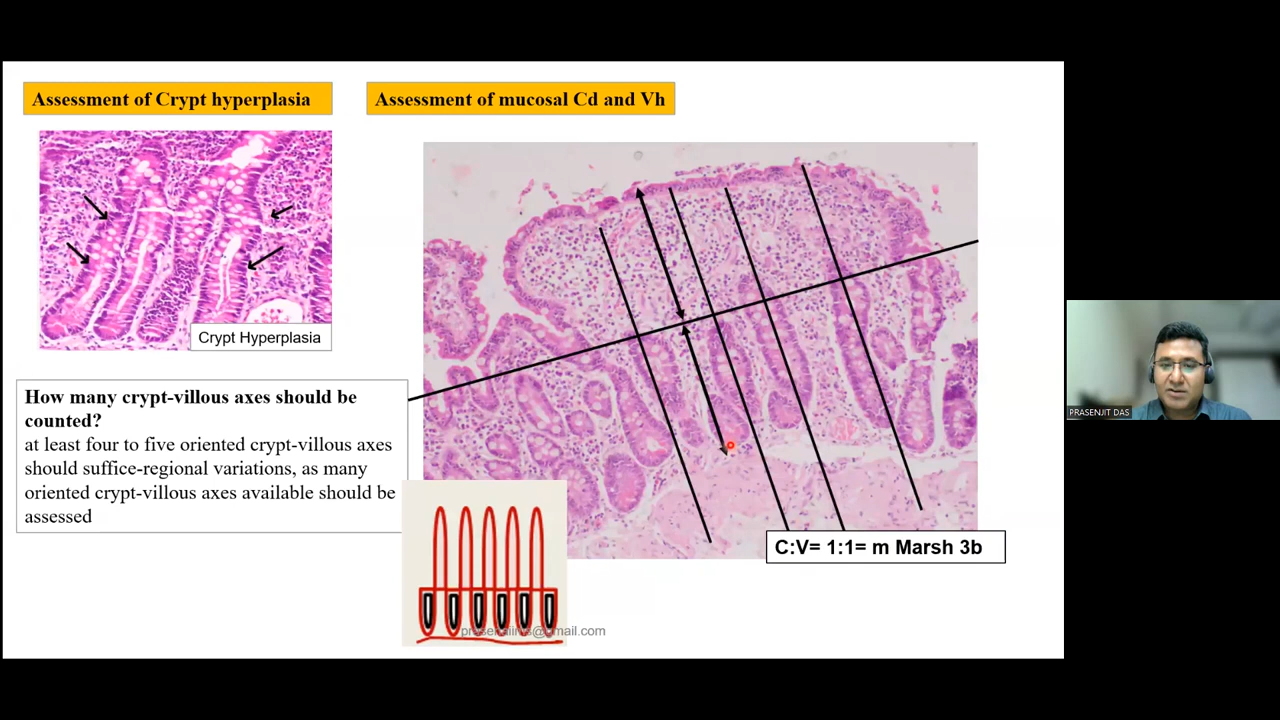 Assessment of Crypt hyperplasia
Assessment of mucosal Cd and Vh
Crypt Hyperplasia
How many crypt-villous axes should be
counted?
at least four to five oriented crypt-villous axes
should suffice-regional variations, as many
oriented crypt-villous axes available should be
assessed
C:V= 1:1= m Marsh 3b
PRASENJIT DAS